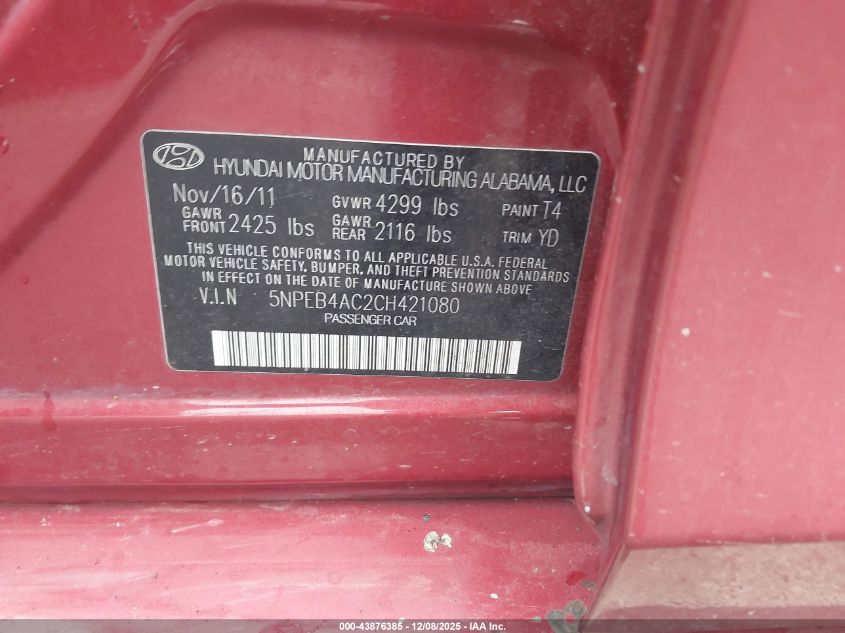 MANUFACTURED BY
HYUNDAI MOTOR MANUFACTURING ALABAMA, LLC
Nov/16/11 GVWR 4299 lbs PAINT T4
GAWR FRONT 2425 lbs GAWR REAR 2116 lbs TRIM YD
THIS VEHICLE CONFORMS TO ALL APPLICABLE U.S.A. FEDERAL
MOTOR VEHICLE SAFETY, BUMPER, AND THEFT PREVENTION STANDARDS
IN EFFECT ON THE DATE OF MANUFACTURE SHOWN ABOVE
V.I.N 5NPEB4AC2CH421080
PASSENGER CAR
000-43876385 - 12/08/2025 - IAA Inc.